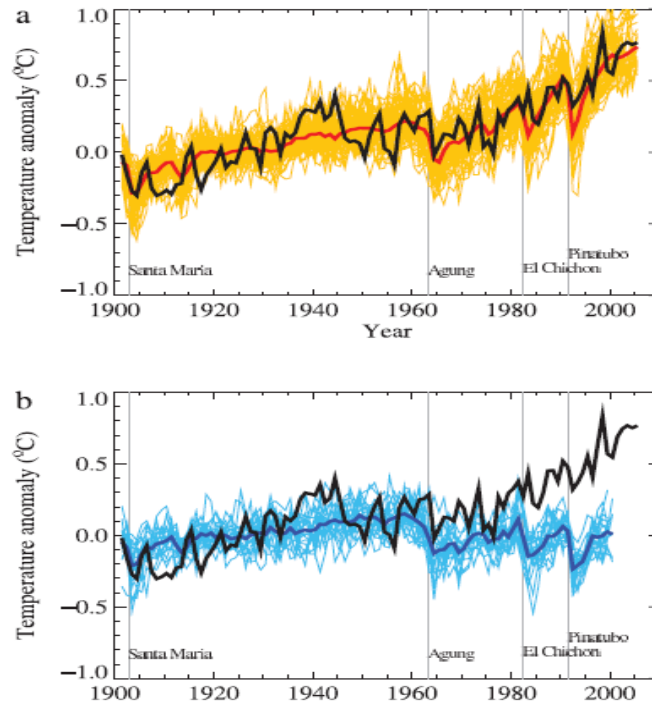 a
Temperature anomaly (ºC)
1.0
0.5
0.0
−0.5
−1.0
Santa Maria
Agung
El Chichon
Pinatubo
1900 1920 1940 1960 1980 2000
Year
b
Temperature anomaly (ºC)
1.0
0.5
0.0
−0.5
−1.0
Santa Maria
Agung
El Chichon
Pinatubo
1900 1920 1940 1960 1980 2000